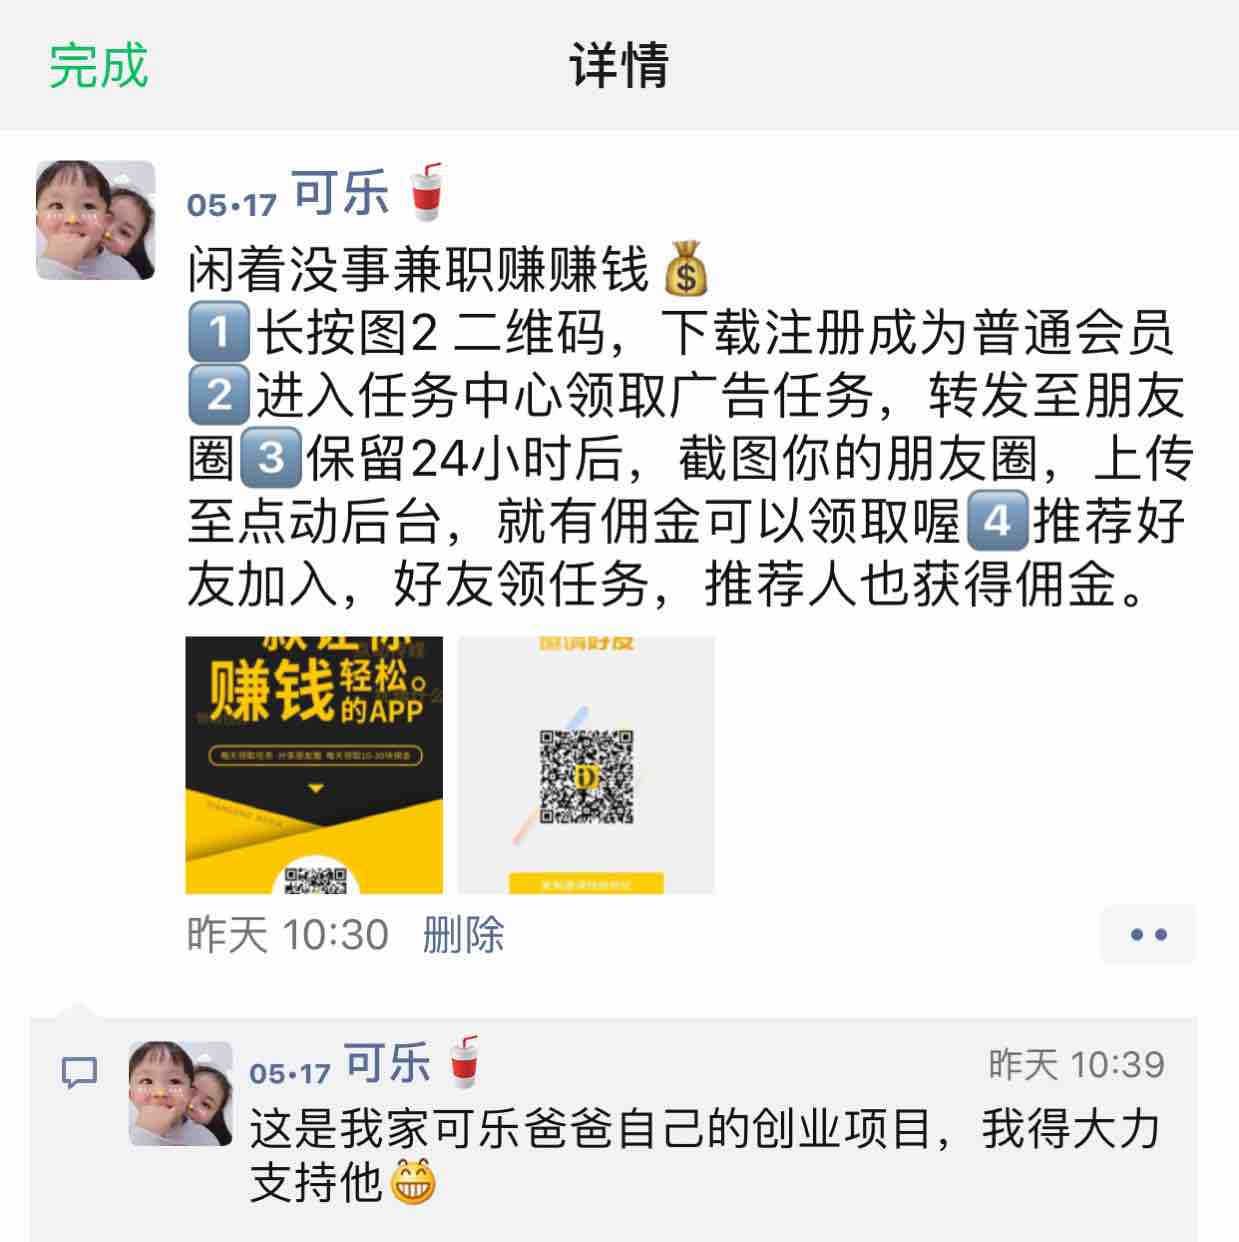 完成
详情
05·17 可乐🥤
闲着没事兼职赚赚钱💰
1️⃣长按图2 二维码，下载注册成为普通会员
2️⃣进入任务中心领取广告任务，转发至朋友
圈3️⃣保留24小时后，截图你的朋友圈，上传
至点动后台，就有佣金可以领取喔4️⃣推荐好
友加入，好友领任务，推荐人也获得佣金。
赚钱轻松。
的APP
邀请好友
昨天 10:30 删除
05·17 可乐🥤
昨天 10:39
这是我家可乐爸爸自己的创业项目，我得大力
支持他😁